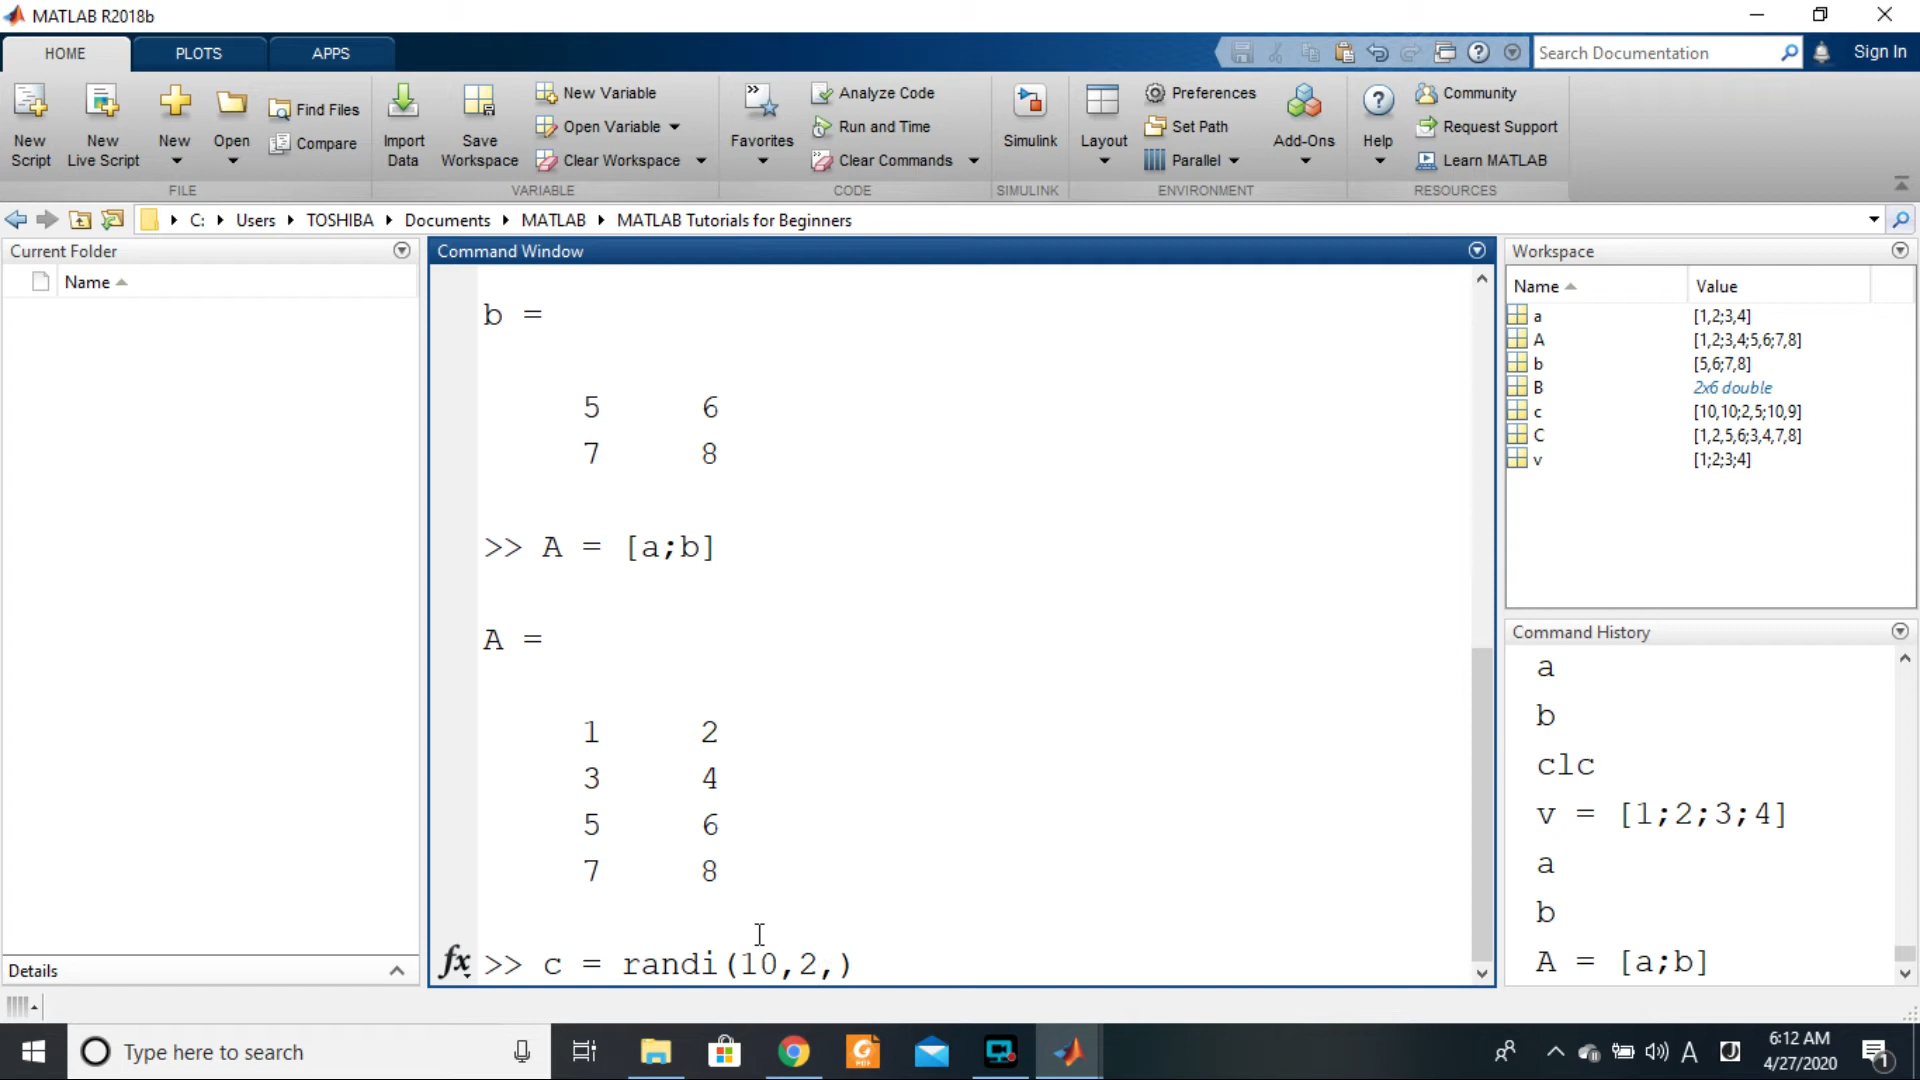 MATLAB R2018b
HOME
PLOTS
APPS
Search Documentation
Sign In
New Script
New Live Script
New
Open
Find Files
Compare
FILE
Import Data
Save Workspace
New Variable
Open Variable
Clear Workspace
VARIABLE
Favorites
Analyze Code
Run and Time
Clear Commands
CODE
Simulink
SIMULINK
Layout
Preferences
Set Path
Parallel
Add-Ons
ENVIRONMENT
Help
Community
Request Support
Learn MATLAB
RESOURCES
C: Users TOSHIBA Documents MATLAB MATLAB Tutorials for Beginners
Current Folder
Name
Details
Command Window
b =
5 6
7 8
>> A = [a;b]
A =
1 2
3 4
5 6
7 8
fx >> c = randi(10,2,)
Workspace
Name Value
a [1,2;3,4]
A [1,2;3,4;5,6;7,8]
b [5,6;7,8]
B 2x6 double
c [10,10;2,5;10,9]
C [1,2,5,6;3,4,7,8]
v [1;2;3;4]
Command History
a
b
clc
v = [1;2;3;4]
a
b
A = [a;b]
Type here to search
PDF
A
J
6:12 AM
4/27/2020
1